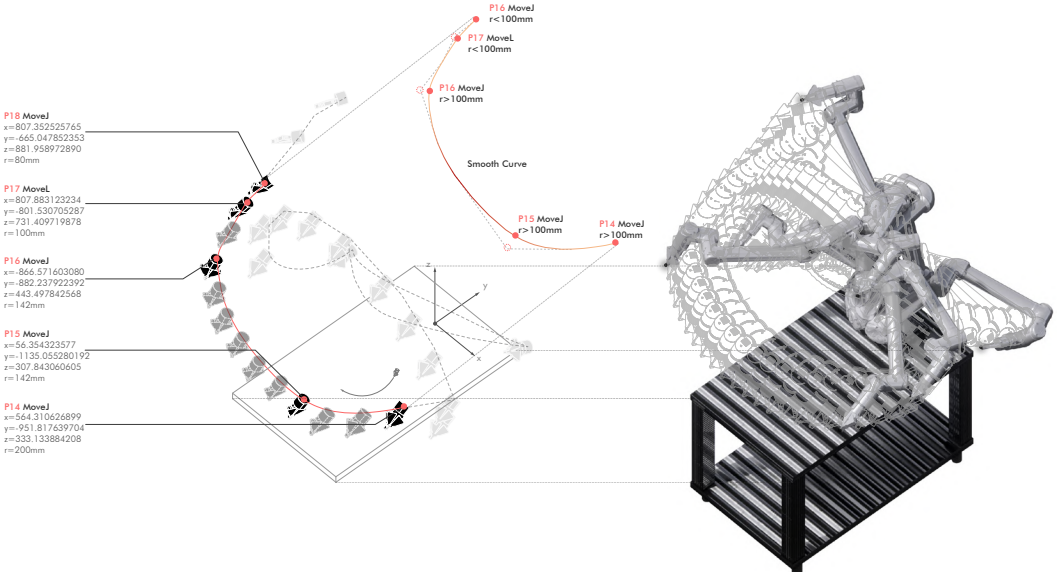 P16 MoveJ
r<100mm
P17 MoveL
r<100mm
P16 MoveJ
r>100mm
Smooth Curve
P15 MoveJ
r>100mm
P14 MoveJ
r>100mm
P18 MoveJ
x=807.352525765
y=-665.047852353
z=881.958972890
r=80mm
P17 MoveL
x=807.883123234
y=-801.530705287
z=731.409719878
r=100mm
P16 MoveJ
x=-866.571603080
y=-882.237922392
z=443.497842568
r=142mm
P15 MoveJ
x=56.354323577
y=-1135.055280192
z=307.843060605
r=142mm
P14 MoveJ
x=564.310626899
y=-951.817639704
z=333.133884208
r=200mm
z
y
x